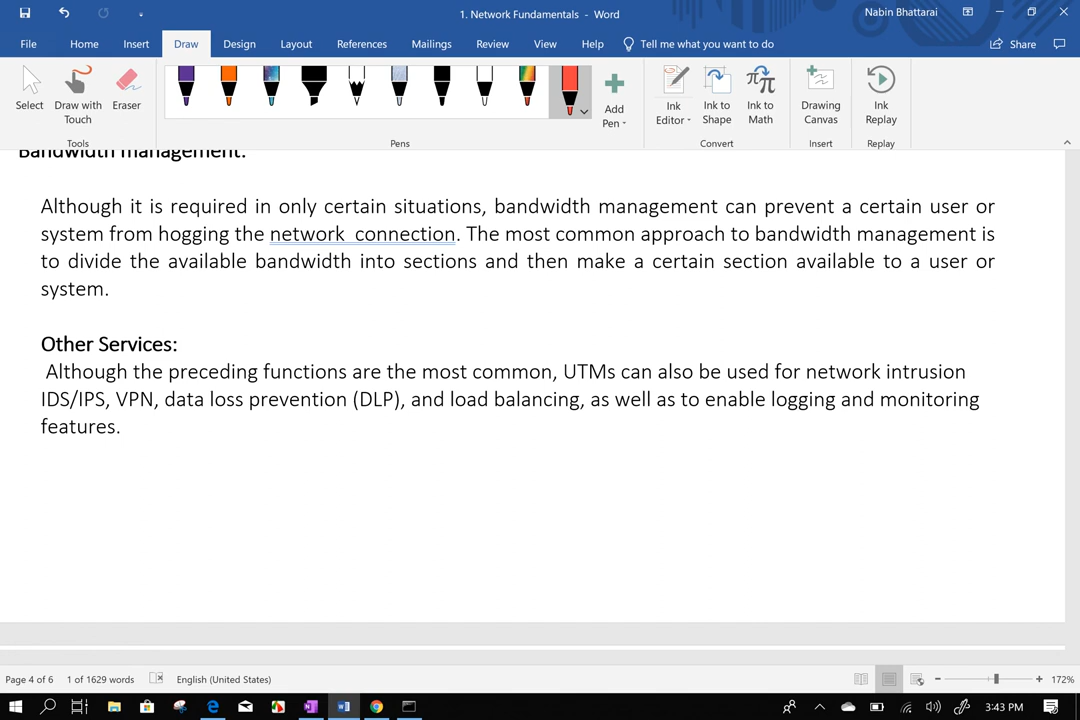 1. Network Fundamentals - Word
Nabin Bhattarai
File Home Insert Draw Design Layout References Mailings Review View Help Tell me what you want to do Share
Select Draw with Touch Eraser Add Pen Ink Editor Ink to Shape Ink to Math Drawing Canvas Ink Replay
Tools Pens Convert Insert Replay
Bandwidth management:
Although it is required in only certain situations, bandwidth management can prevent a certain user or
system from hogging the network connection. The most common approach to bandwidth management is
to divide the available bandwidth into sections and then make a certain section available to a user or
system.
Other Services:
Although the preceding functions are the most common, UTMs can also be used for network intrusion
IDS/IPS, VPN, data loss prevention (DLP), and load balancing, as well as to enable logging and monitoring
features.
Page 4 of 6 1 of 1629 words English (United States) 172%
3:43 PM